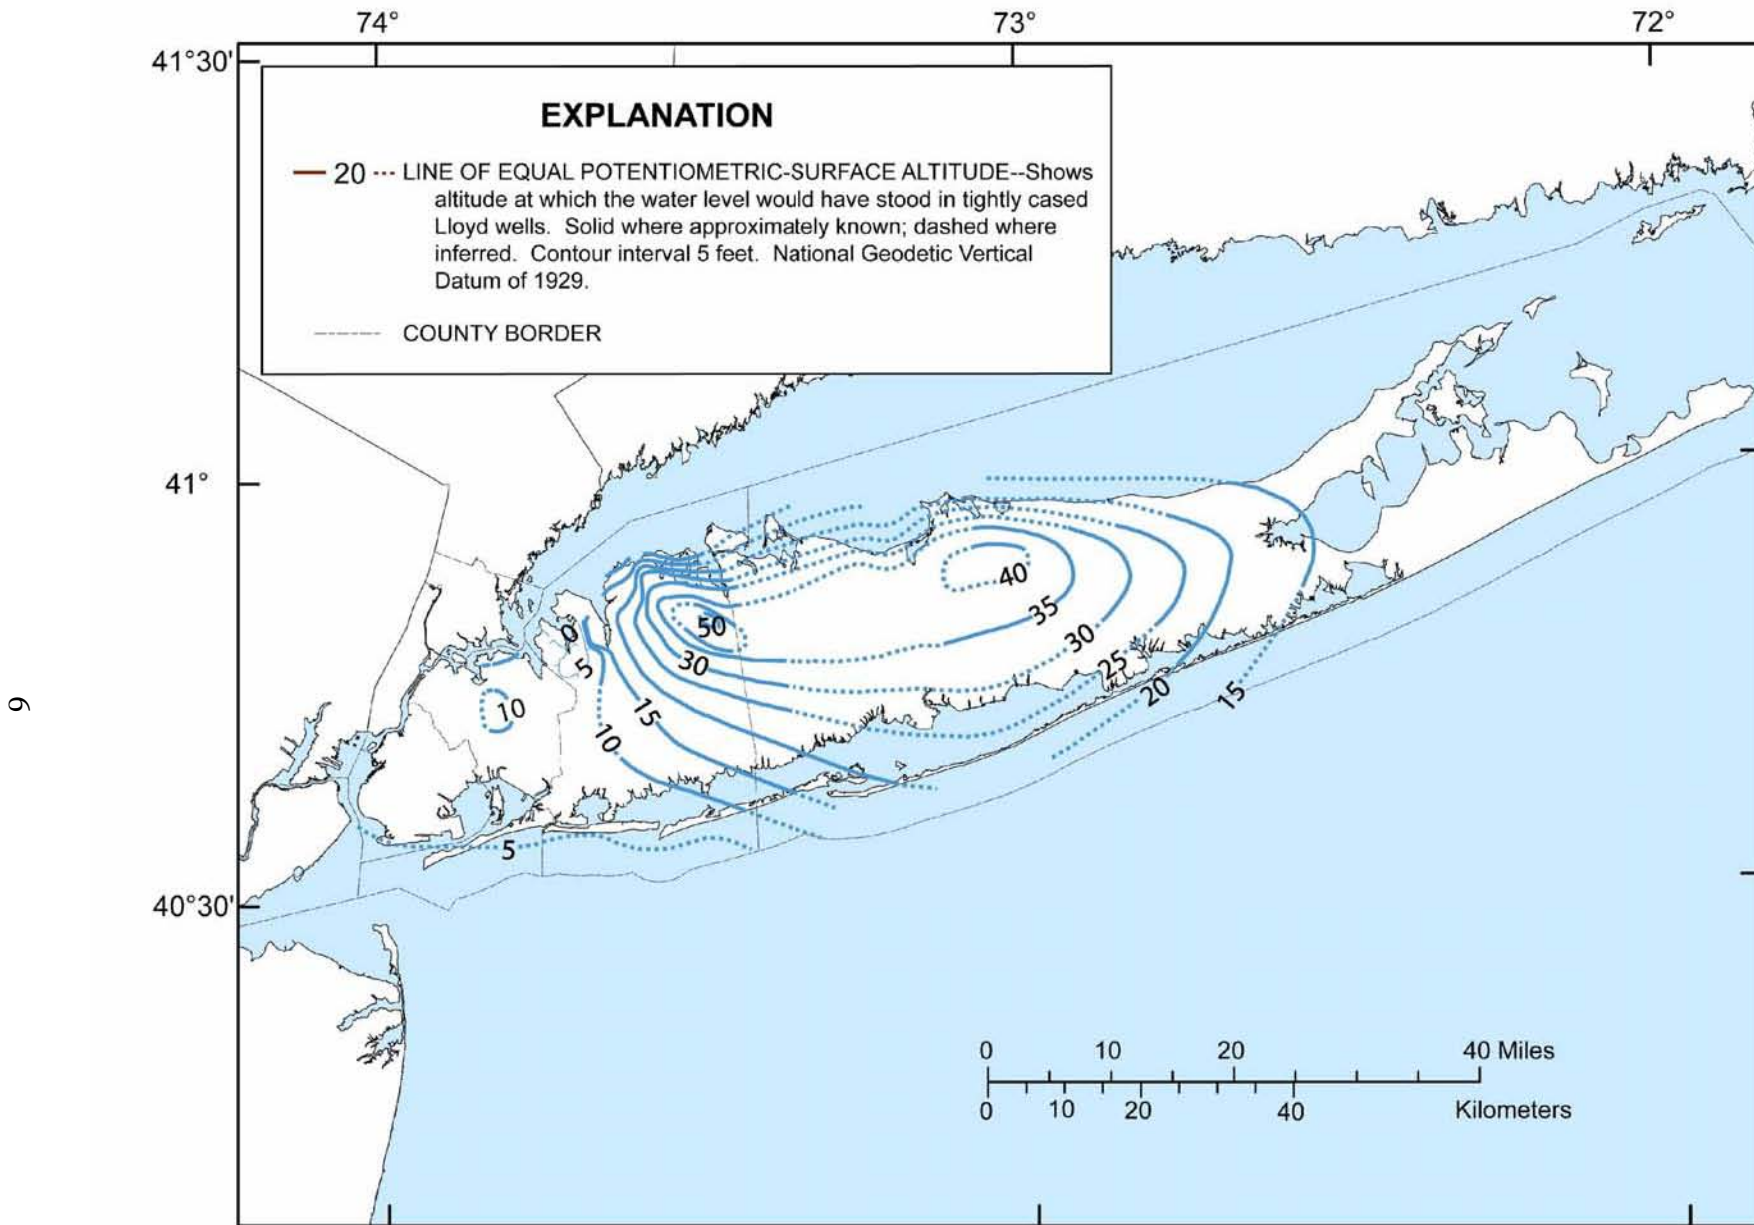 74° 73° 72°
41°30'
EXPLANATION
20 LINE OF EQUAL POTENTIOMETRIC-SURFACE ALTITUDE--Shows
altitude at which the water level would have stood in tightly cased
Lloyd wells. Solid where approximately known; dashed where
inferred. Contour interval 5 feet. National Geodetic Vertical
Datum of 1929.
COUNTY BORDER
41°
40
35
50
0
30
30
5
25
20
15
10
15
10
5
40°30'
9
0 10 20 40 Miles
0 10 20 40 Kilometers